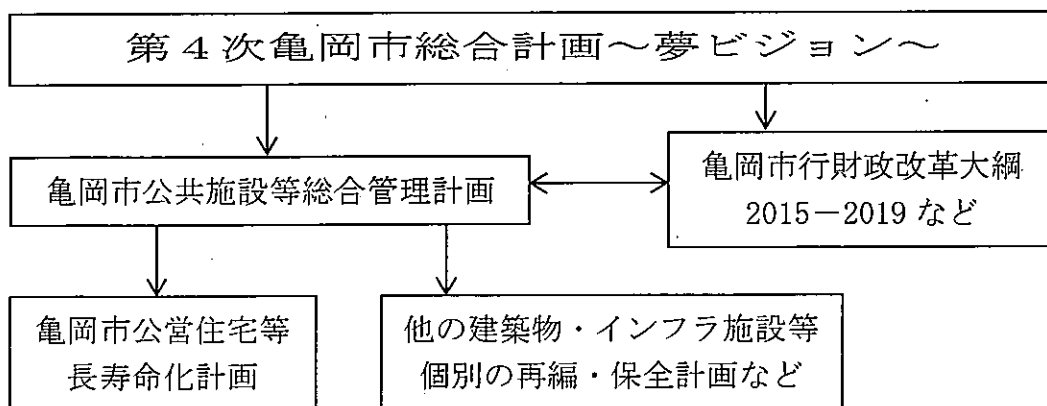 第4次亀岡市総合計画～夢ビジョン～
亀岡市公共施設等総合管理計画
亀岡市行財政改革大綱
2015－2019 など
亀岡市公営住宅等
長寿命化計画
他の建築物・インフラ施設等
個別の再編・保全計画など